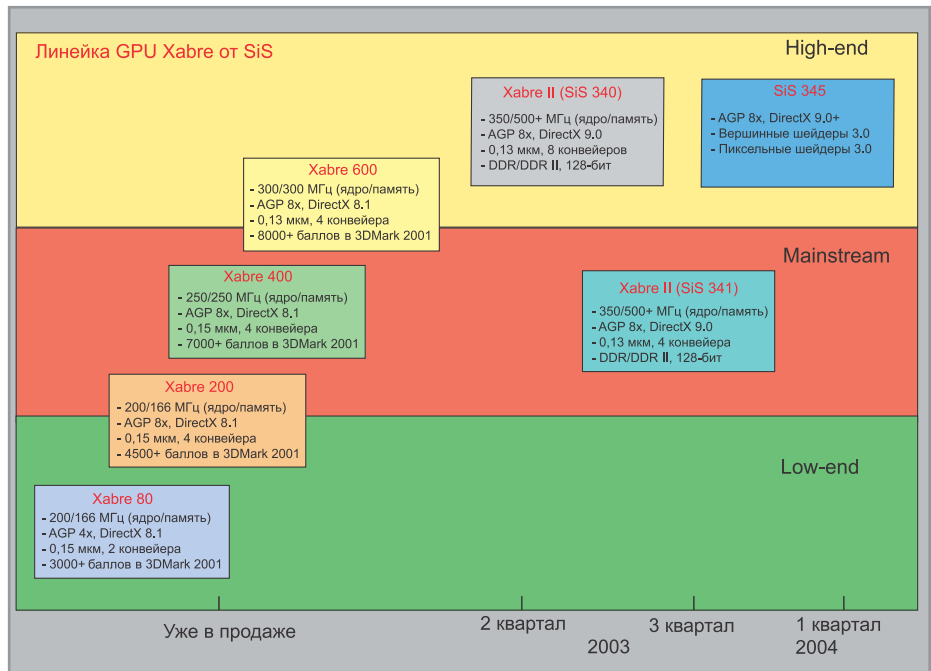 Линейка GPU Xabre от SiS
High-end
Xabre II (SiS 340)
- 350/500+ МГц (ядро/память)
- AGP 8x, DirectX 9.0
- 0,13 мкм, 8 конвейеров
- DDR/DDR II, 128-бит
SiS 345
- AGP 8x, DirectX 9.0+
- Вершинные шейдеры 3.0
- Пиксельные шейдеры 3.0
Xabre 600
- 300/300 МГц (ядро/память)
- AGP 8x, DirectX 8.1
- 0,13 мкм, 4 конвейера
- 8000+ баллов в 3DMark 2001
Mainstream
Xabre 400
- 250/250 МГц (ядро/память)
- AGP 8x, DirectX 8.1
- 0,15 мкм, 4 конвейера
- 7000+ баллов в 3DMark 2001
Xabre II (SiS 341)
- 350/500+ МГц (ядро/память)
- AGP 8x, DirectX 9.0
- 0,13 мкм, 4 конвейера
- DDR/DDR II, 128-бит
Xabre 200
- 200/166 МГц (ядро/память)
- AGP 8x, DirectX 8.1
- 0,15 мкм, 4 конвейера
- 4500+ баллов в 3DMark 2001
Low-end
Xabre 80
- 200/166 МГц (ядро/память)
- AGP 4x, DirectX 8.1
- 0,15 мкм, 2 конвейера
- 3000+ баллов в 3DMark 2001
Уже в продаже
2 квартал
3 квартал
1 квартал
2003
2004